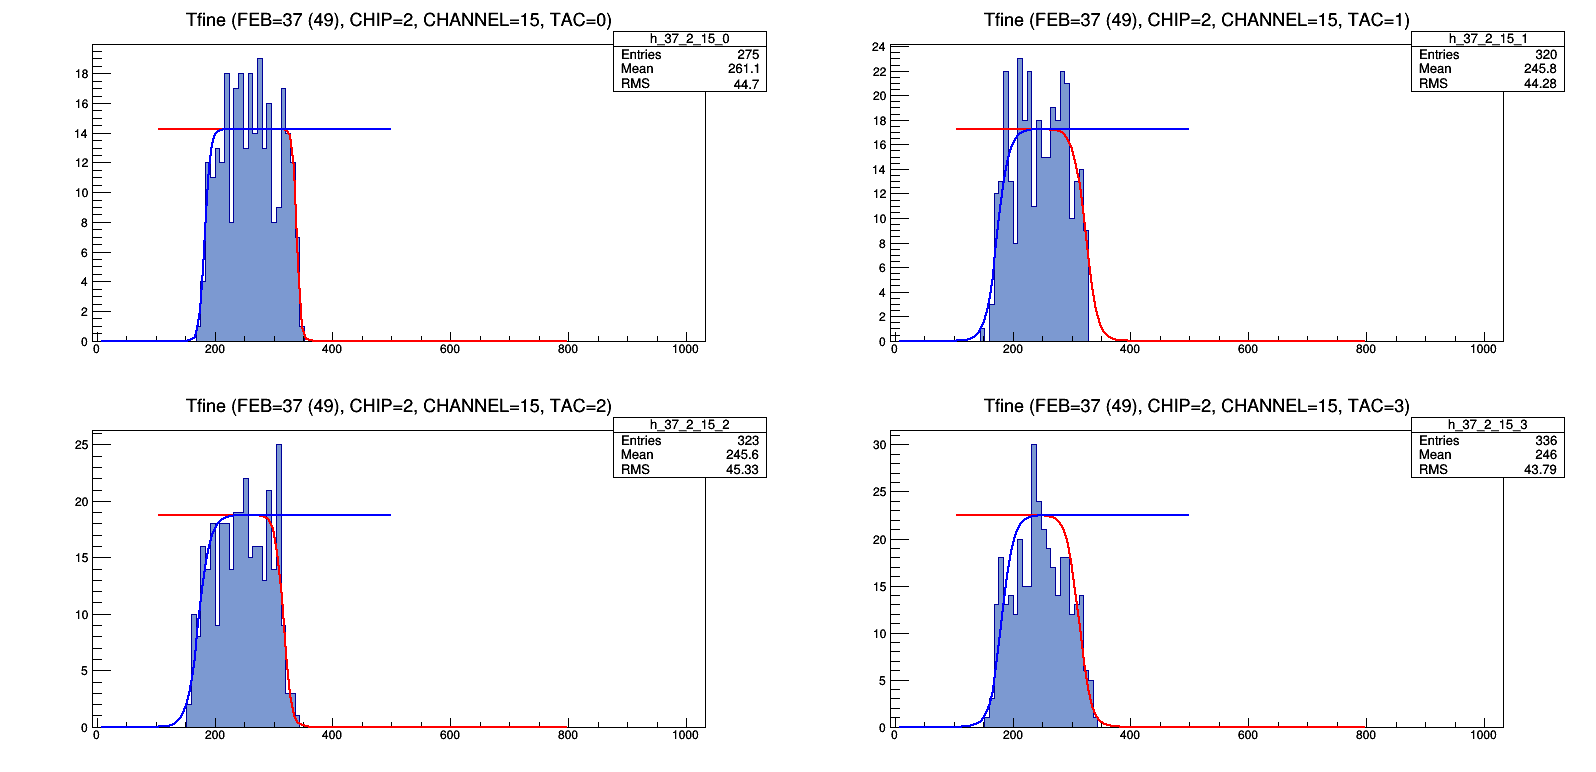 Tfine (FEB=37 (49), CHIP=2, CHANNEL=15, TAC=0)
h_37_2_15_0
Entries 275
Mean 261.1
RMS 44.7
18
16
14
12
10
8
6
4
2
0
0 200 400 600 800 1000
Tfine (FEB=37 (49), CHIP=2, CHANNEL=15, TAC=1)
h_37_2_15_1
Entries 320
Mean 245.8
RMS 44.28
24
22
20
18
16
14
12
10
8
6
4
2
0
0 200 400 600 800 1000
Tfine (FEB=37 (49), CHIP=2, CHANNEL=15, TAC=2)
h_37_2_15_2
Entries 323
Mean 245.6
RMS 45.33
25
20
15
10
5
0
0 200 400 600 800 1000
Tfine (FEB=37 (49), CHIP=2, CHANNEL=15, TAC=3)
h_37_2_15_3
Entries 336
Mean 246
RMS 43.79
30
25
20
15
10
5
0
0 200 400 600 800 1000